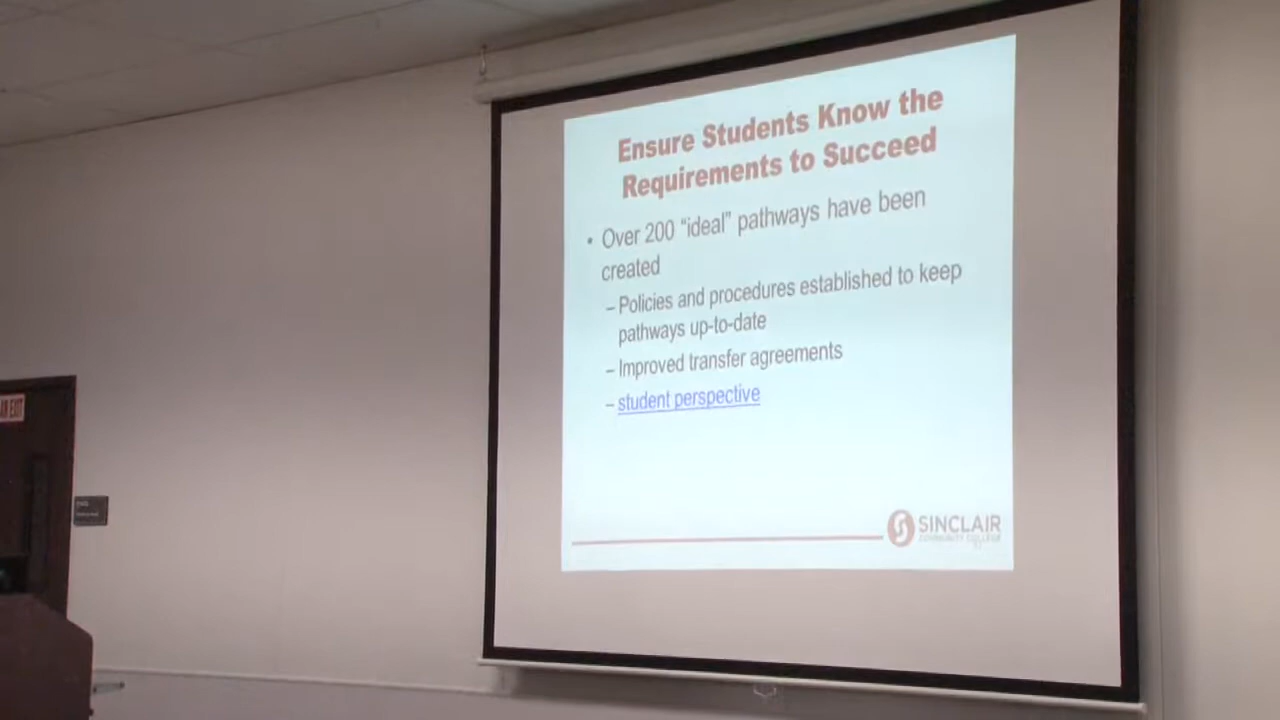 Ensure Students Know the
Requirements to Succeed
• Over 200 “ideal” pathways have been
created
– Policies and procedures established to keep
pathways up-to-date
– Improved transfer agreements
– student perspective
SINCLAIR
COMMUNITY COLLEGE
EXIT